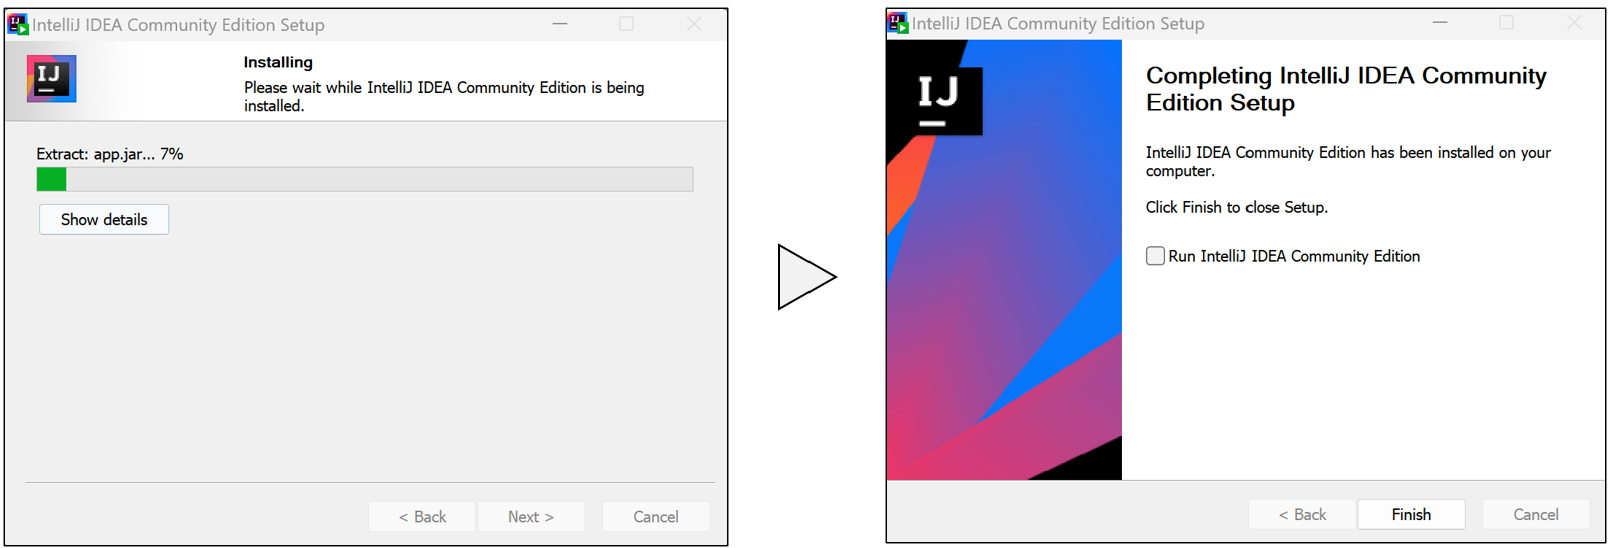 IntelliJ IDEA Community Edition Setup
IJ
Installing
Please wait while IntelliJ IDEA Community Edition is being
installed.
Extract: app.jar... 7%
Show details
< Back
Next >
Cancel
IntelliJ IDEA Community Edition Setup
IJ
Completing IntelliJ IDEA Community
Edition Setup
IntelliJ IDEA Community Edition has been installed on your
computer.
Click Finish to close Setup.
Run IntelliJ IDEA Community Edition
< Back
Finish
Cancel